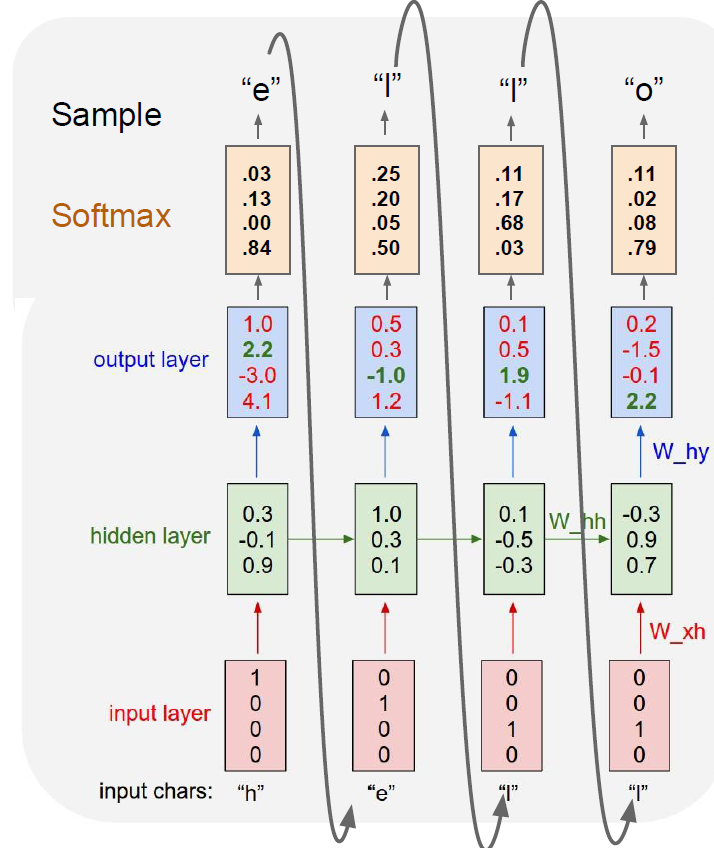 “e” “l” “l” “o”
Sample
.03 .25 .11 .11
.13 .20 .17 .02
Softmax
.00 .05 .68 .08
.84 .50 .03 .79
1.0 0.5 0.1 0.2
2.2 0.3 0.5 -1.5
output layer
-3.0 -1.0 1.9 -0.1
4.1 1.2 -1.1 2.2
W_hy
0.3 1.0 0.1 -0.3
W_hh
hidden layer
-0.1 0.3 -0.5 0.9
0.9 0.1 -0.3 0.7
W_xh
1 0 0 0
0 1 0 0
input layer
0 0 1 1
0 0 0 0
input chars: “h” “e” “l” “l”